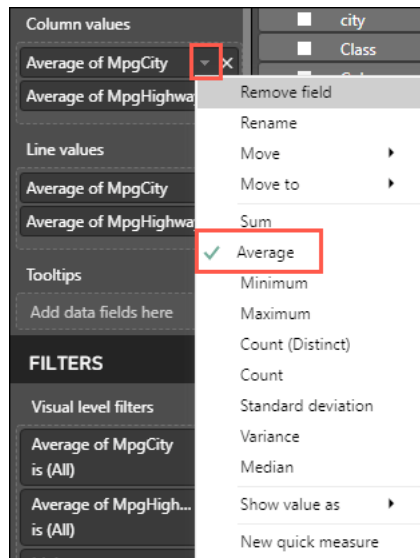 Column values
city
Class
Average of MpgCity
Average of MpgHighwa
Remove field
Rename
Line values
Move
Move to
Average of MpgCity
Average of MpgHighwa
Sum
Average
Tooltips
Minimum
Add data fields here
Maximum
Count (Distinct)
FILTERS
Count
Visual level filters
Standard deviation
Variance
Average of MpgCity
is (All)
Median
Average of MpgHigh...
is (All)
Show value as
New quick measure